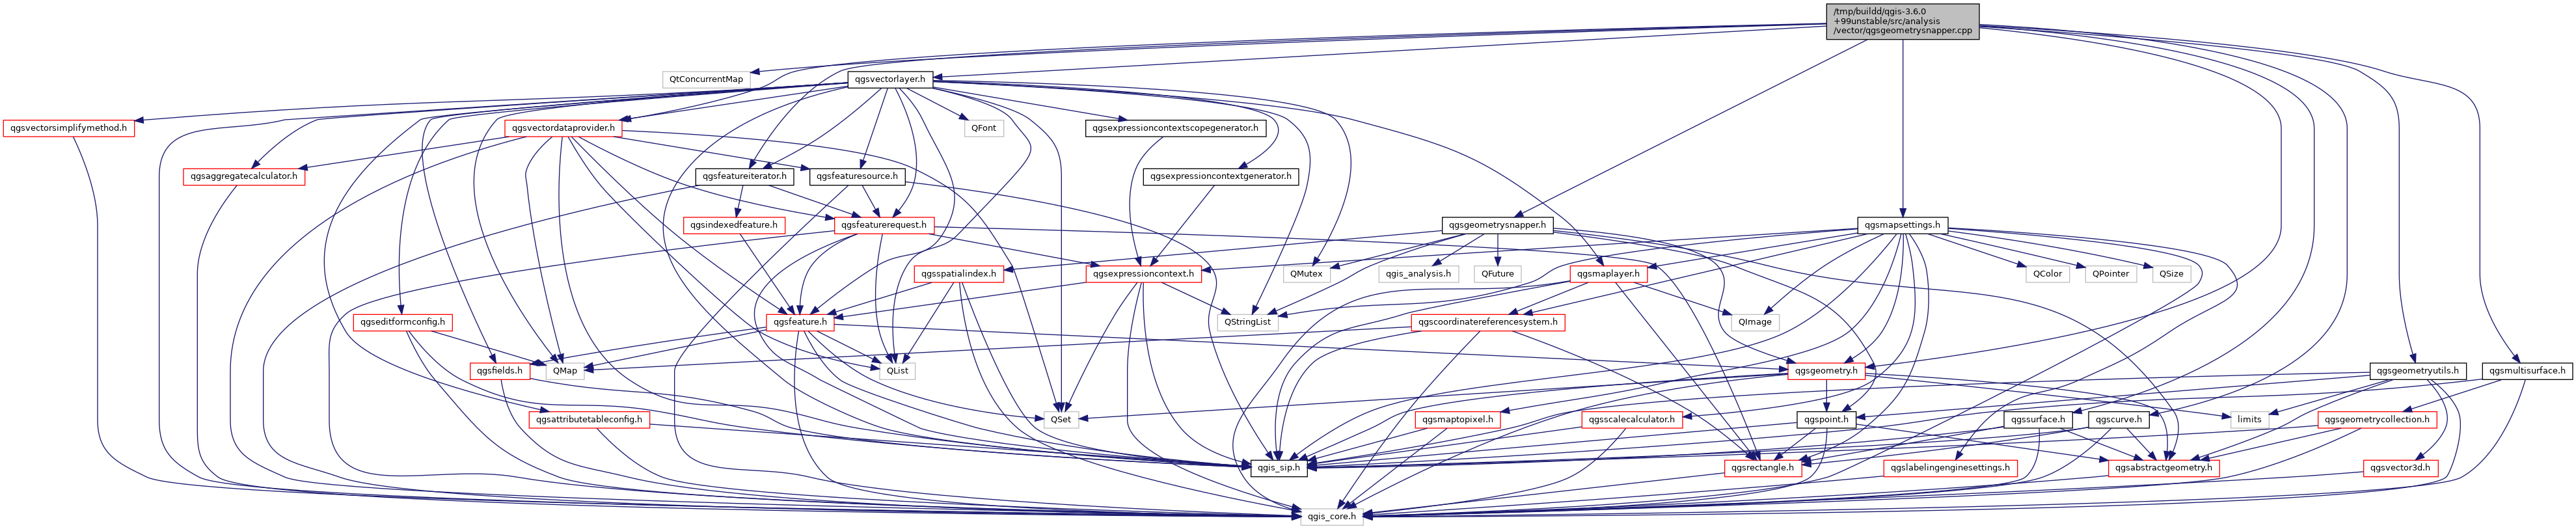 /tmp/buildd/qgis-3.6.0
+99unstable/src/analysis
/vector/qgsgeometrysnapper.cpp
QtConcurrentMap
qgsvectorlayer.h
qgsvectorsimplifymethod.h
qgsvectordataprovider.h
QFont
qgsexpressioncontextscopegenerator.h
qgsaggregatecalculator.h
qgsfeatureiterator.h
qgsfeaturesource.h
qgsexpressioncontextgenerator.h
qgsindexedfeature.h
qgsfeaturerequest.h
qgsgeometrysnapper.h
qgsmapsettings.h
qgsspatialindex.h
qgsexpressioncontext.h
QMutex
qgis_analysis.h
QFuture
qgsmaplayer.h
QColor
QPointer
QSize
qgseditformconfig.h
qgsfeature.h
QStringList
qgscoordinatereferencesystem.h
QImage
qgsfields.h
QMap
QList
qgsgeometry.h
qgsgeometryutils.h
qgsmultisurface.h
qgsattributetableconfig.h
QSet
qgsmaptopixel.h
qgsscalecalculator.h
qgspoint.h
qgssurface.h
qgscurve.h
limits
qgsgeometrycollection.h
qgis_sip.h
qgsrectangle.h
qgslabelingenginesettings.h
qgsabstractgeometry.h
qgsvector3d.h
qgis_core.h